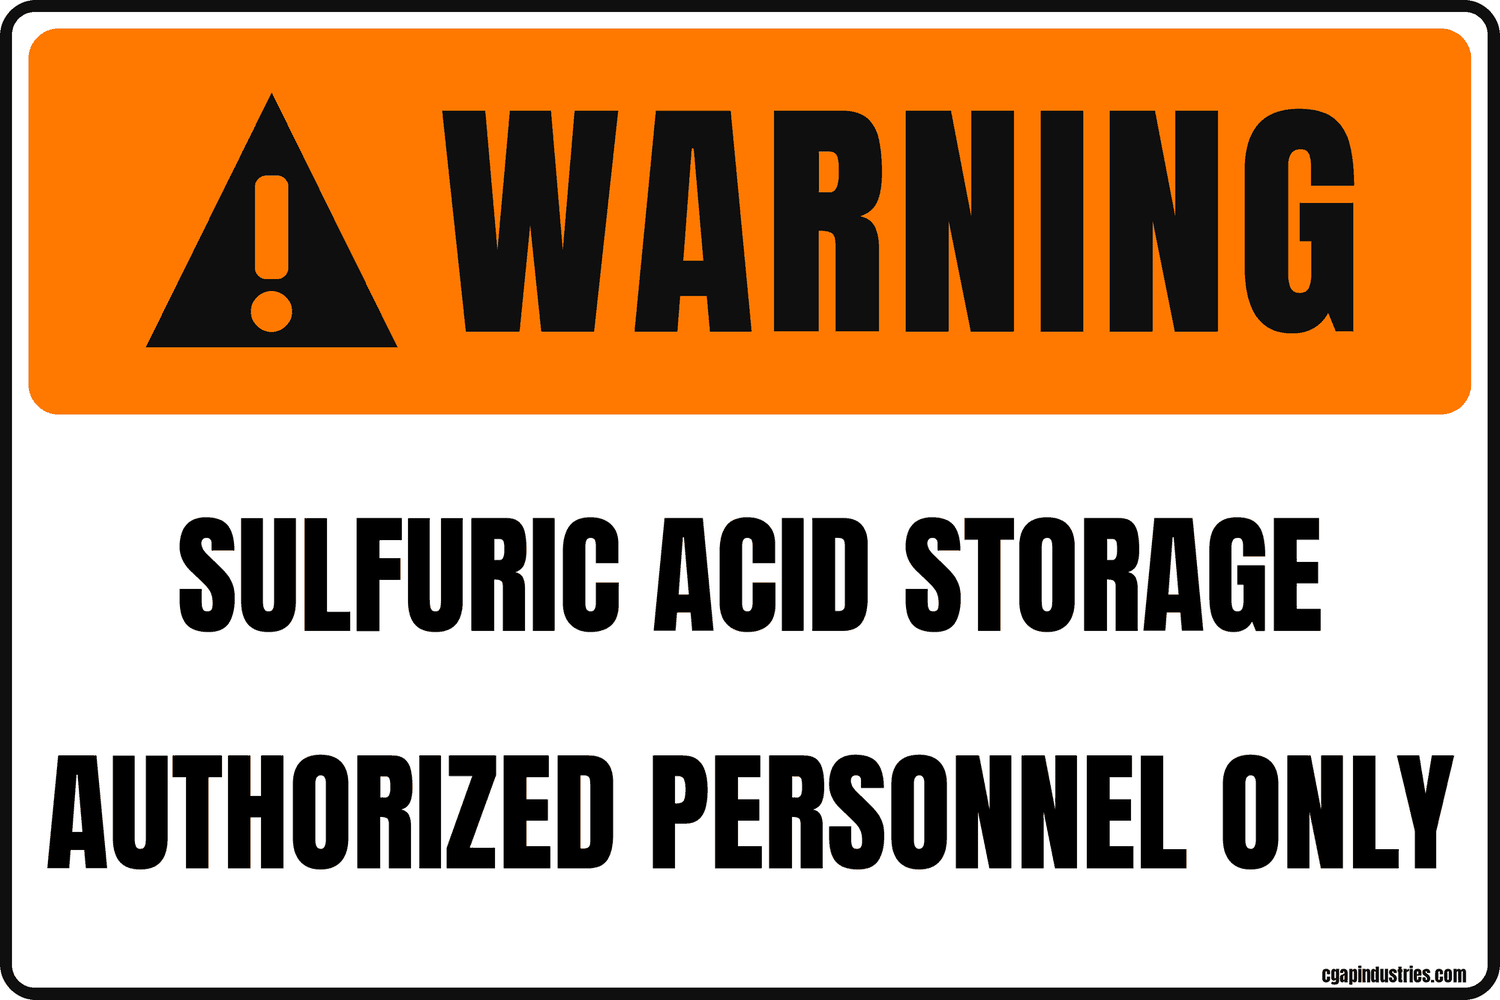 WARNING
SULFURIC ACID STORAGE
AUTHORIZED PERSONNEL ONLY
cgapindustries.com